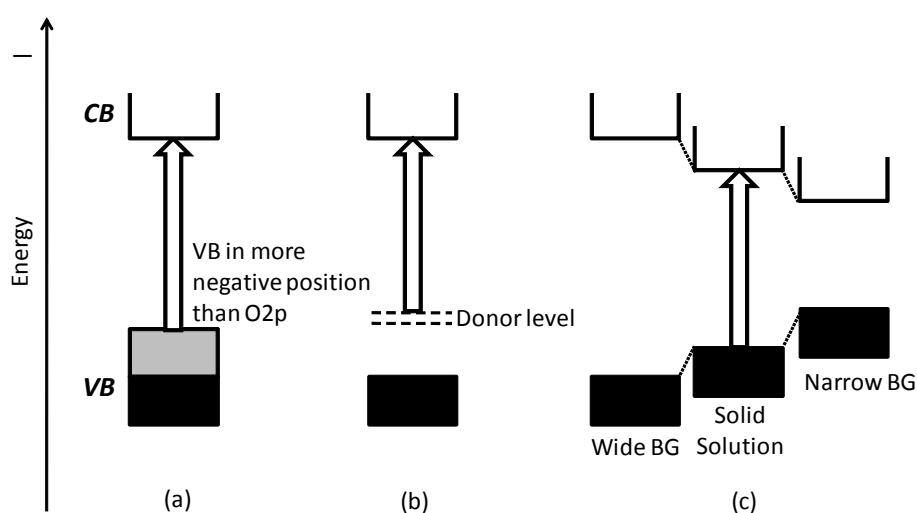 CB
VB in more
negative position
than O2p
Donor level
Energy
VB
Narrow BG
Wide BG
Solid
Solution
(a)
(b)
(c)